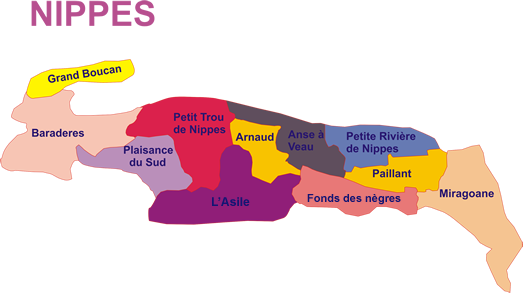 NIPPES
Grand Boucan
Baraderes
Plaisance
du Sud
Petit Trou
de Nippes
Arnaud
Anse à
Veau
Petite Rivière
de Nippes
Paillant
Miragoane
L'Asile
Fonds des nègres